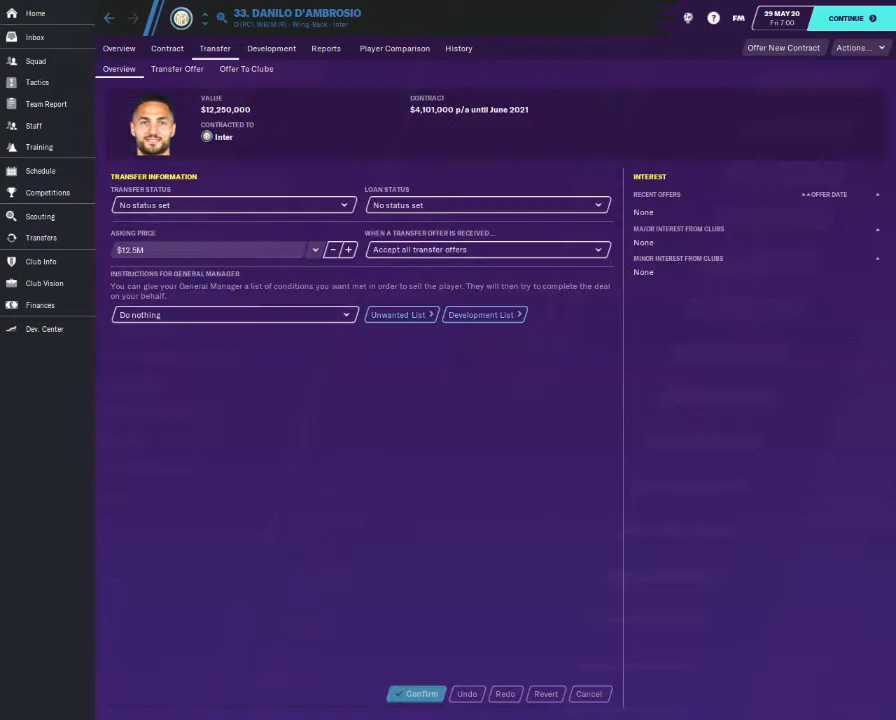 Home
33. DANILO D'AMBROSIO
D (RC), WB/M (R) - Wing-Back - Inter
?
FM
29 MAY 20
Fri 7:00
CONTINUE
Inbox
Squad
Tactics
Team Report
Staff
Training
Schedule
Competitions
Scouting
Transfers
Club Info
Club Vision
Finances
Dev. Center
Overview
Contract
Transfer
Development
Reports
Player Comparison
History
Offer New Contract
Actions...
Overview
Transfer Offer
Offer To Clubs
VALUE
$12,250,000
CONTRACTED TO
Inter
CONTRACT
$4,101,000 p/a until June 2021
TRANSFER INFORMATION
TRANSFER STATUS
No status set
LOAN STATUS
No status set
ASKING PRICE
$12.5M
WHEN A TRANSFER OFFER IS RECEIVED...
Accept all transfer offers
INSTRUCTIONS FOR GENERAL MANAGER
You can give your General Manager a list of conditions you want met in order to sell the player. They will then try to complete the deal
on your behalf.
Do nothing
Unwanted List
Development List
INTEREST
RECENT OFFERS
OFFER DATE
None
MAJOR INTEREST FROM CLUBS
None
MINOR INTEREST FROM CLUBS
None
Confirm
Undo
Redo
Revert
Cancel